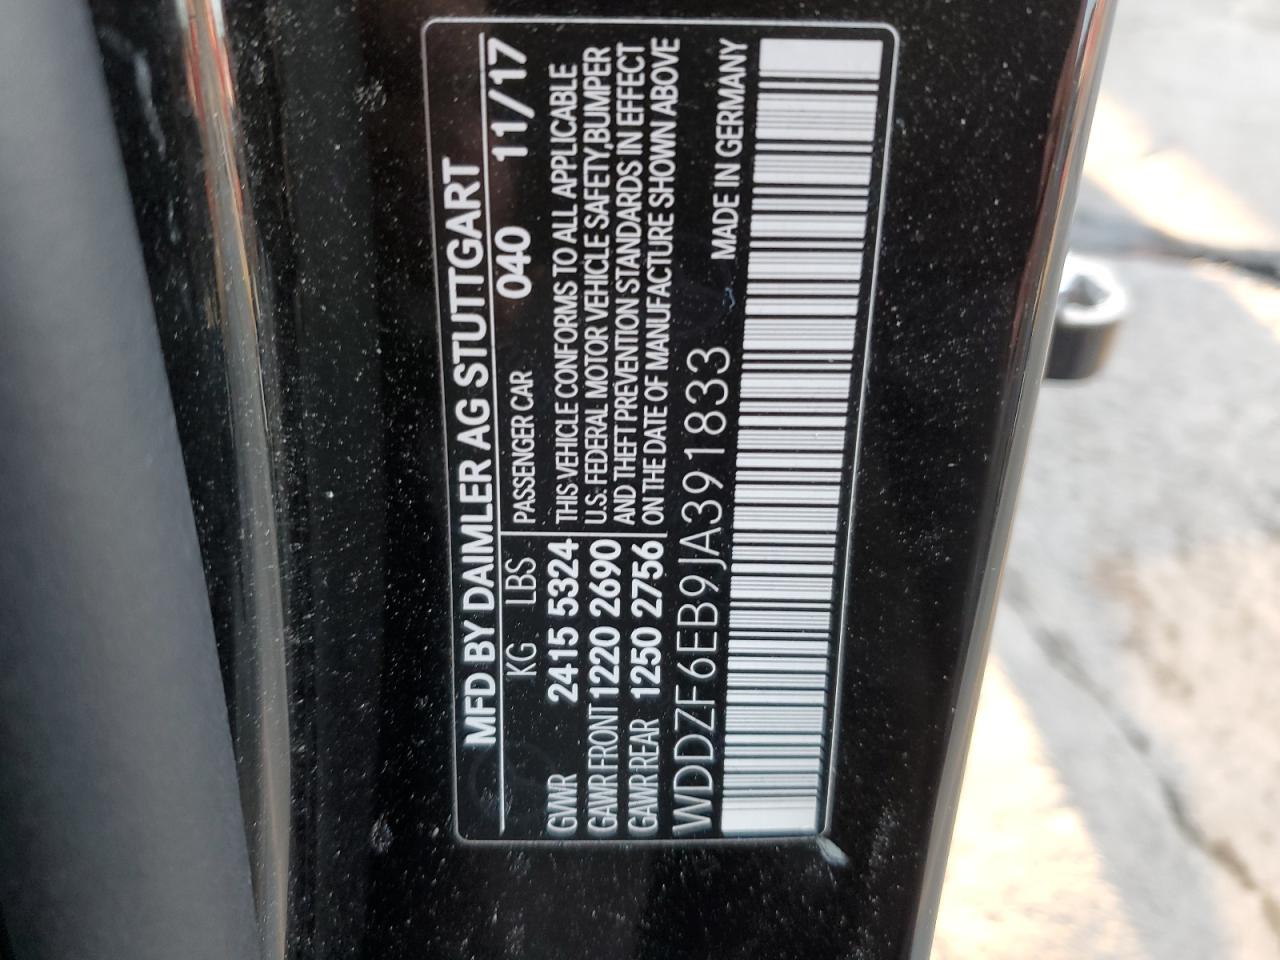 MFD BY DAIMLER AG STUTTGART
KG LBS PASSENGER CAR 040 11/17
GVWR 2415 5324 THIS VEHICLE CONFORMS TO ALL APPLICABLE
GAWR FRONT 1220 2690 U.S. FEDERAL MOTOR VEHICLE SAFETY,BUMPER
GAWR REAR 1250 2756 AND THEFT PREVENTION STANDARDS IN EFFECT
ON THE DATE OF MANUFACTURE SHOWN ABOVE
WDDZF6EB9JA391833 MADE IN GERMANY